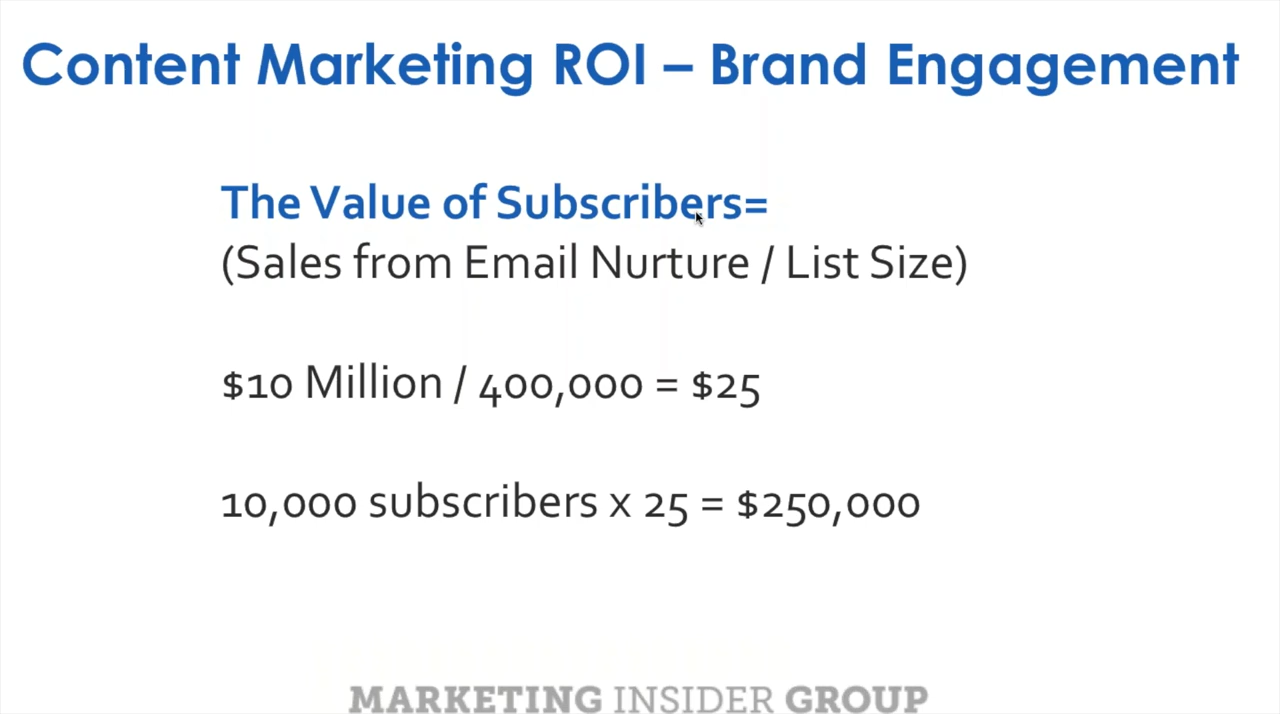 Content Marketing ROI – Brand Engagement
The Value of Subscribers=
(Sales from Email Nurture / List Size)
$10 Million / 400,000 = $25
10,000 subscribers x 25 = $250,000
MARKETING INSIDER GROUP